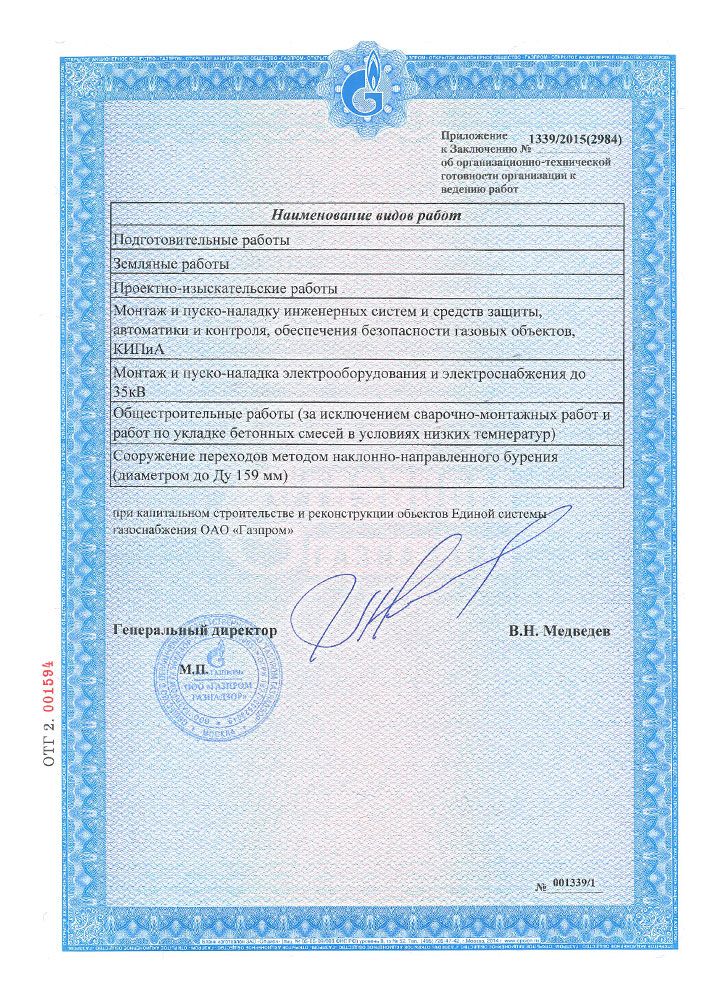 Приложение 1339/2015(2984)
к Заключению №
об организационно-технической
готовности организации к
ведению работ
Наименование видов работ
Подготовительные работы
Земляные работы
Проектно-изыскательские работы
Монтаж и пуско-наладку инженерных систем и средств защиты,
автоматики и контроля, обеспечения безопасности газовых объектов,
КИПиА
Монтаж и пуско-наладка электрооборудования и электроснабжения до
35кВ
Общестроительные работы (за исключением сварочно-монтажных работ и
работ по укладке бетонных смесей в условиях низких температур)
Сооружение переходов методом наклонно-направленного бурения
(диаметром до Ду 159 мм)
при капитальном строительстве и реконструкции объектов Единой системы
газоснабжения ОАО «Газпром»
Генеральный директор В.Н. Медведев
М.П.
ГАЗПРОМ
ООО «ГАЗПРОМ
ГАЗНАДЗОР»
МОСКВА
ОТГ 2. 001594
№ 001339/1